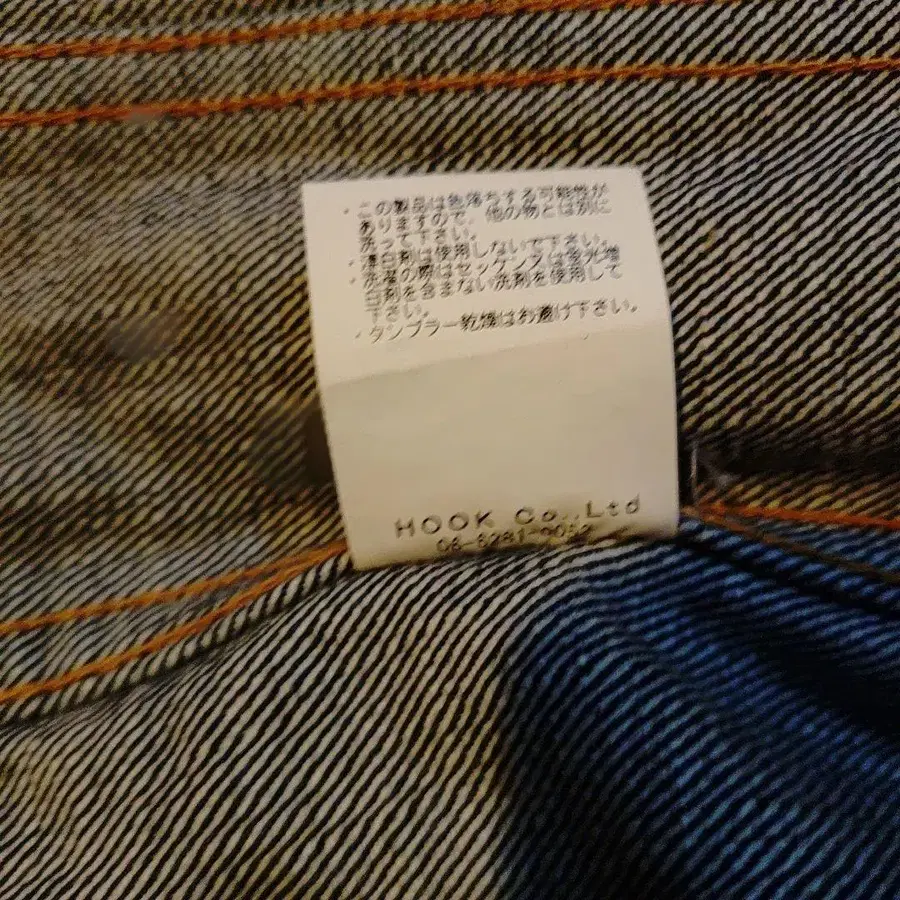 ・この製品は色落ちする可能性が
ありますので、他の物とは別に
洗って下さい。
・漂白剤は使用しないで下さい。
・洗濯の際はセッケン又は蛍光増
白剤を含まない洗剤を使用して
下さい。
・タンブラー乾燥はお避け下さい。
HOOK Co.,Ltd